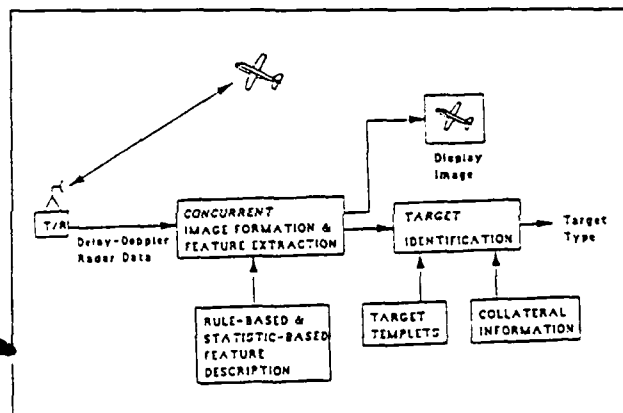 Display
Image
T/R
Delay-Doppler
Radar Data
CONCURRENT
IMAGE FORMATION &
FEATURE EXTRACTION
TARGET
IDENTIFICATION
Target
Type
RULE-BASED &
STATISTIC-BASED
FEATURE
DESCRIPTION
TARGET
TEMPLETS
COLLATERAL
INFORMATION